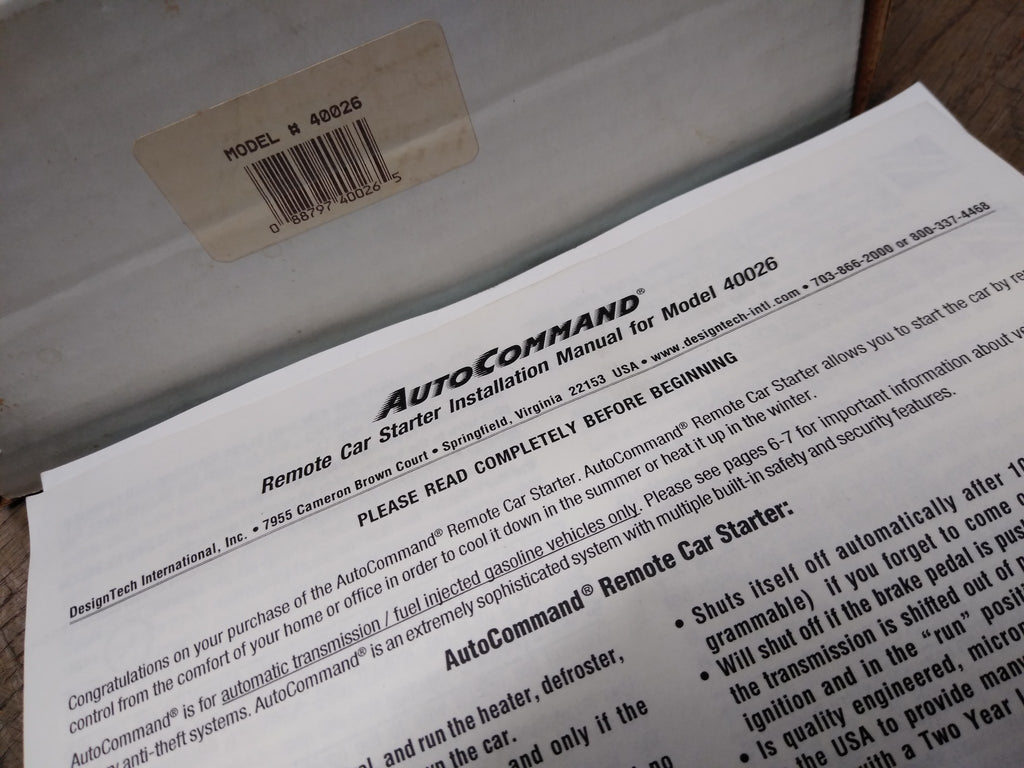 MODEL # 40026
0 88797 40026 5
AUTOCOMMAND®
Remote Car Starter Installation Manual for Model 40026
DesignTech International, Inc. • 7955 Cameron Brown Court • Springfield, Virginia 22153 USA • www.designtech-intl.com • 703-866-2000 or 800-337-4468
PLEASE READ COMPLETELY BEFORE BEGINNING
Congratulations on your purchase of the AutoCommand® Remote Car Starter. AutoCommand® Remote Car Starter allows you to start the car by
control from the comfort of your home or office in order to cool it down in the summer or heat it up in the winter.
AutoCommand® is for automatic transmission / fuel injected gasoline vehicles only. Please see pages 6-7 for important information about
anti-theft systems. AutoCommand® is an extremely sophisticated system with multiple built-in safety and security features.
AutoCommand® Remote Car Starter:
and run the heater, defroster,
the car.
and only if the
• Shuts itself off automatically after
grammable) if you forget to come
• Will shut off if the brake pedal is
the transmission is shifted out of
ignition and in the "run"
• Is quality engineered,
the USA to provide
with a Two Year